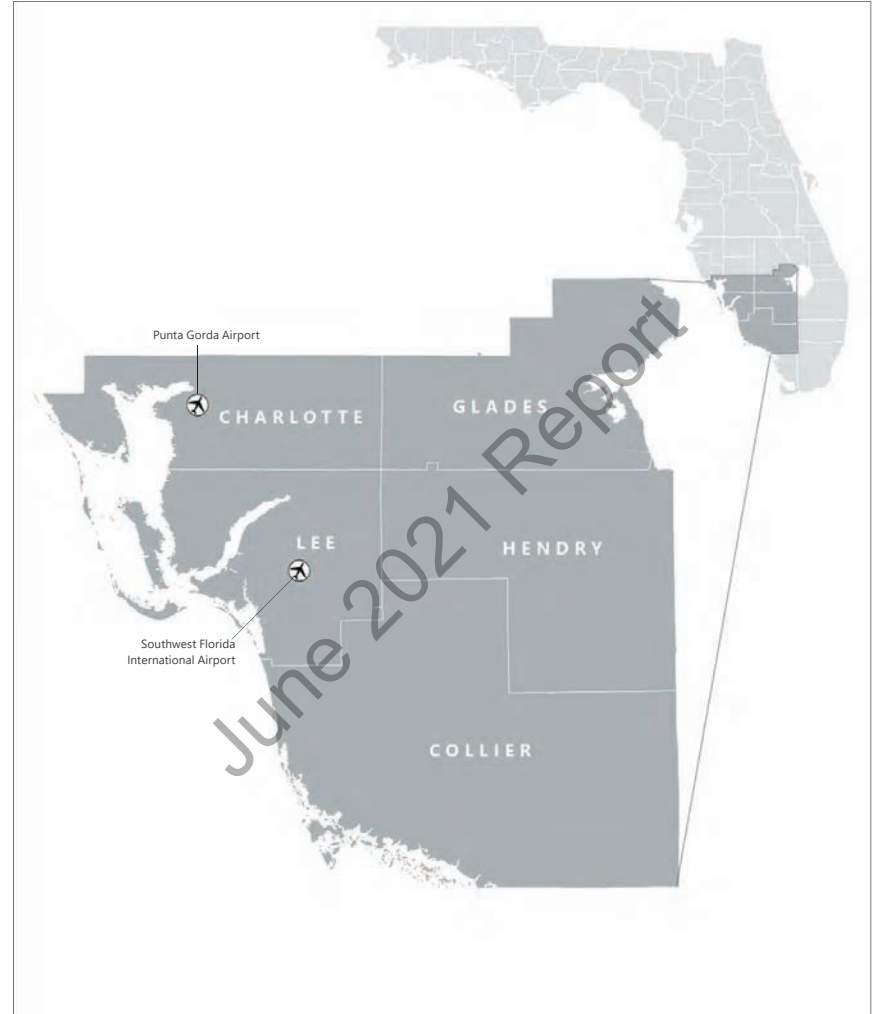 Punta Gorda Airport
CHARLOTTE
GLADES
LEE
HENDRY
Southwest Florida
International Airport
COLLIER
June 2021 Report